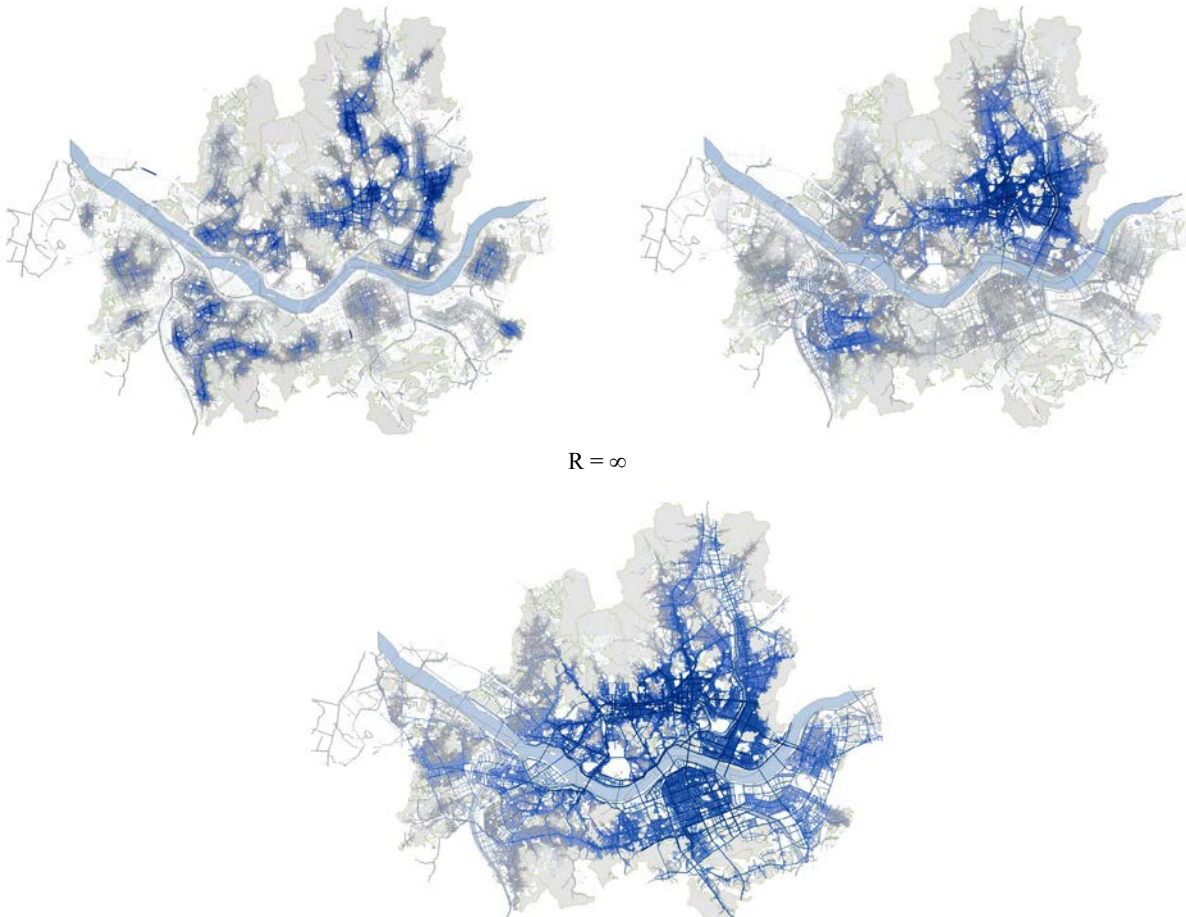 R = ∞